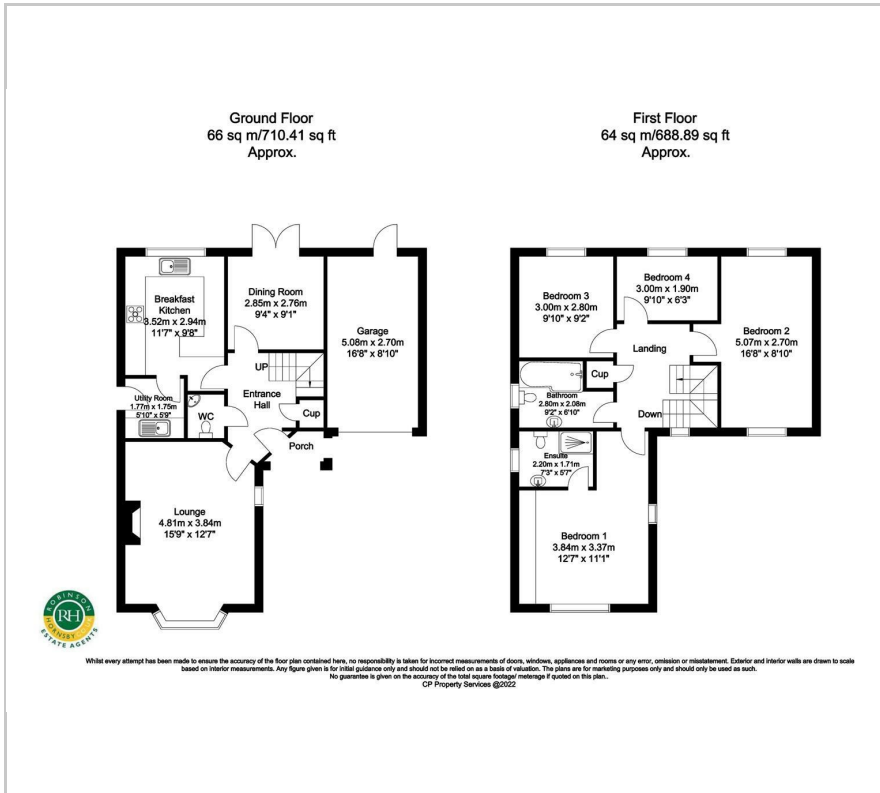 Ground Floor
66 sq m/710.41 sq ft
Approx.
First Floor
64 sq m/688.89 sq ft
Approx.
Breakfast
Kitchen
3.52m x 2.94m
11'7" x 9'8"
Dining Room
2.85m x 2.76m
9'4" x 9'1"
Garage
5.08m x 2.70m
16'8" x 8'10"
UP
Entrance
Hall
Cup
Utility Room
1.77m x 1.75m
5'10" x 5'9"
WC
Porch
Lounge
4.81m x 3.84m
15'9" x 12'7"
Bedroom 3
3.00m x 2.80m
9'10" x 9'2"
Bedroom 4
3.00m x 1.90m
9'10" x 6'3"
Bedroom 2
5.07m x 2.70m
16'8" x 8'10"
Landing
Cup
Bathroom
2.80m x 2.08m
9'2" x 6'10"
Down
Ensuite
2.20m x 1.71m
7'3" x 5'7"
Bedroom 1
3.84m x 3.37m
12'7" x 11'1"
ROBINSON
HORNSBY
RH
ESTATE AGENTS
Whilst every attempt has been made to ensure the accuracy of the floor plan contained here, no responsibility is taken for incorrect measurements of doors, windows, appliances and rooms or any error, omission or misstatement. Exterior and interior walls are drawn to scale
based on interior measurements. Any figure given is for initial guidance only and should not be relied on as a basis of valuation. The plans are for marketing purposes only and should only be used as such.
No guarantee is given on the accuracy of the total square footage/ meterage if quoted on this plan..
CP Property Services @2022